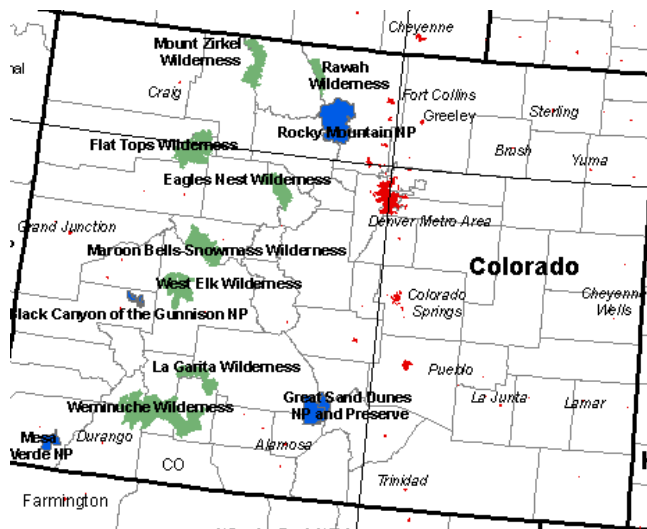 Cheyenne
Mount Zirkel
Wilderness
nal
Rawah
Wilderness
Craig
Fort Collins
Greeley
Sterling
Rocky Mountain NP
Flat Tops Wilderness
Brush
Yuma
Eagles Nest Wilderness
Denver Metro Area
Grand Junction
Maroon Bells-Snowmass Wilderness
Colorado
West Elk Wilderness
Colorado
Springs
Cheyenne
Wells
Black Canyon of the Gunnison NP
La Garita Wilderness
Pueblo
Great Sand Dunes
NP and Preserve
La Junta
Lamar
Weminuche Wilderness
Mesa
Verde NP
Durango
Alamosa
CO
Trinidad
Farmington